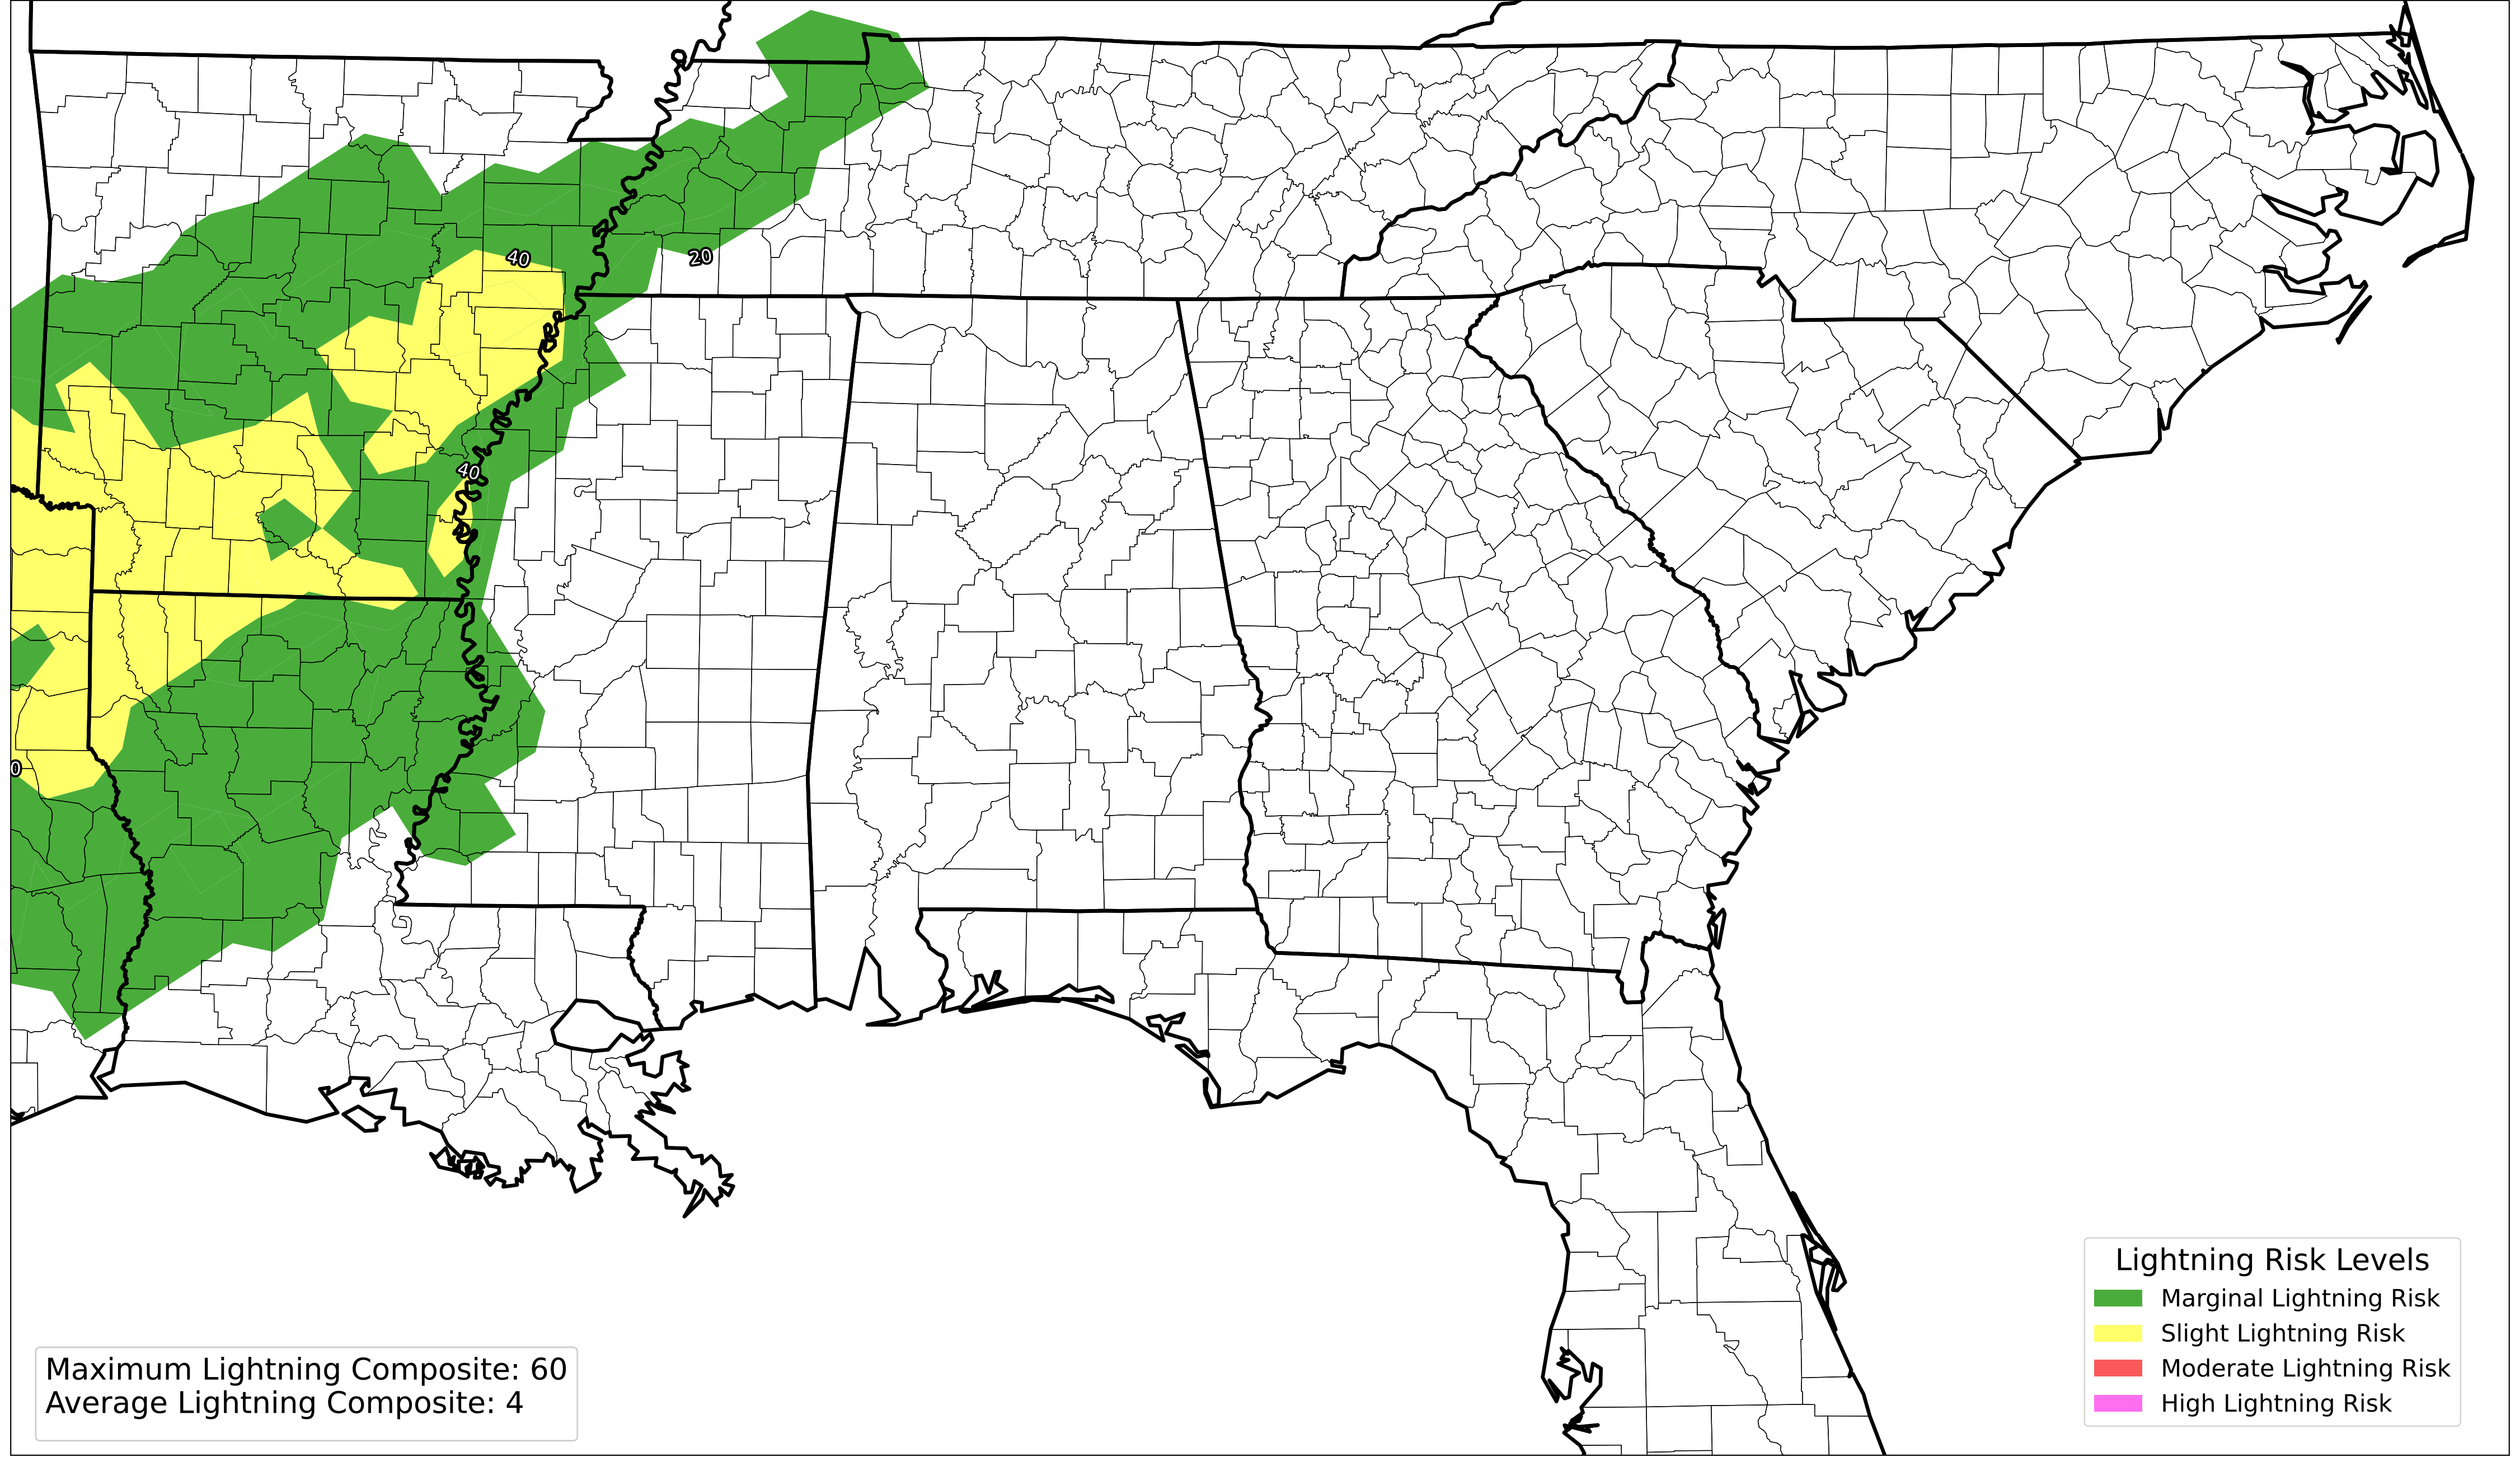 40
20
40
0
Lightning Risk Levels
Marginal Lightning Risk
Slight Lightning Risk
Moderate Lightning Risk
High Lightning Risk
Maximum Lightning Composite: 60
Average Lightning Composite: 4